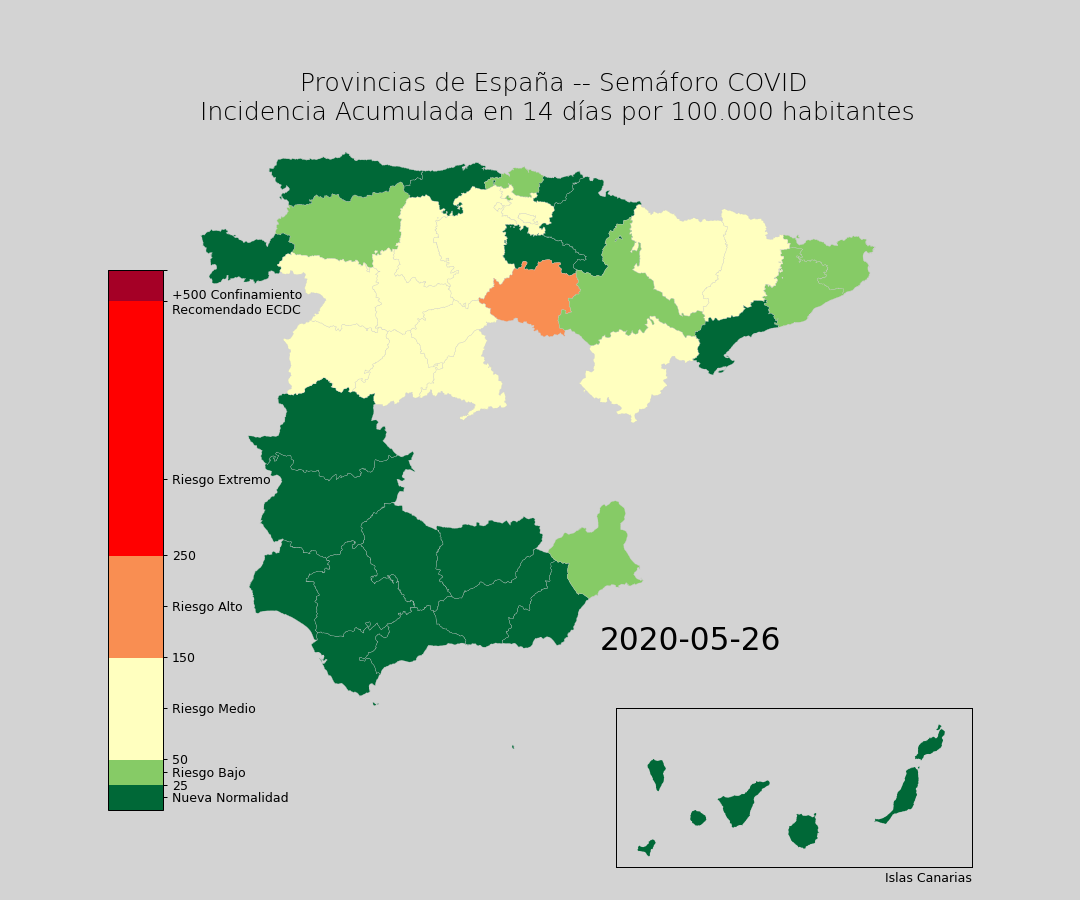 Provincias de España -- Semáforo COVID
Incidencia Acumulada en 14 días por 100.000 habitantes
+500 Confinamiento
Recomendado ECDC
Riesgo Extremo
250
Riesgo Alto
150
Riesgo Medio
50
Riesgo Bajo
25
Nueva Normalidad
2020-05-26
Islas Canarias